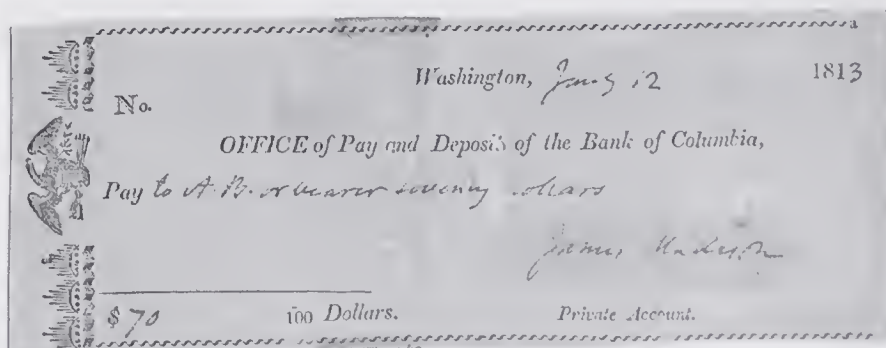 Washington, Jany 12 1813
No.
OFFICE of Pay and Deposit of the Bank of Columbia,
Pay to A. B. or bearer seventy dollars
James Madison
$ 70 100 Dollars. Private Account.